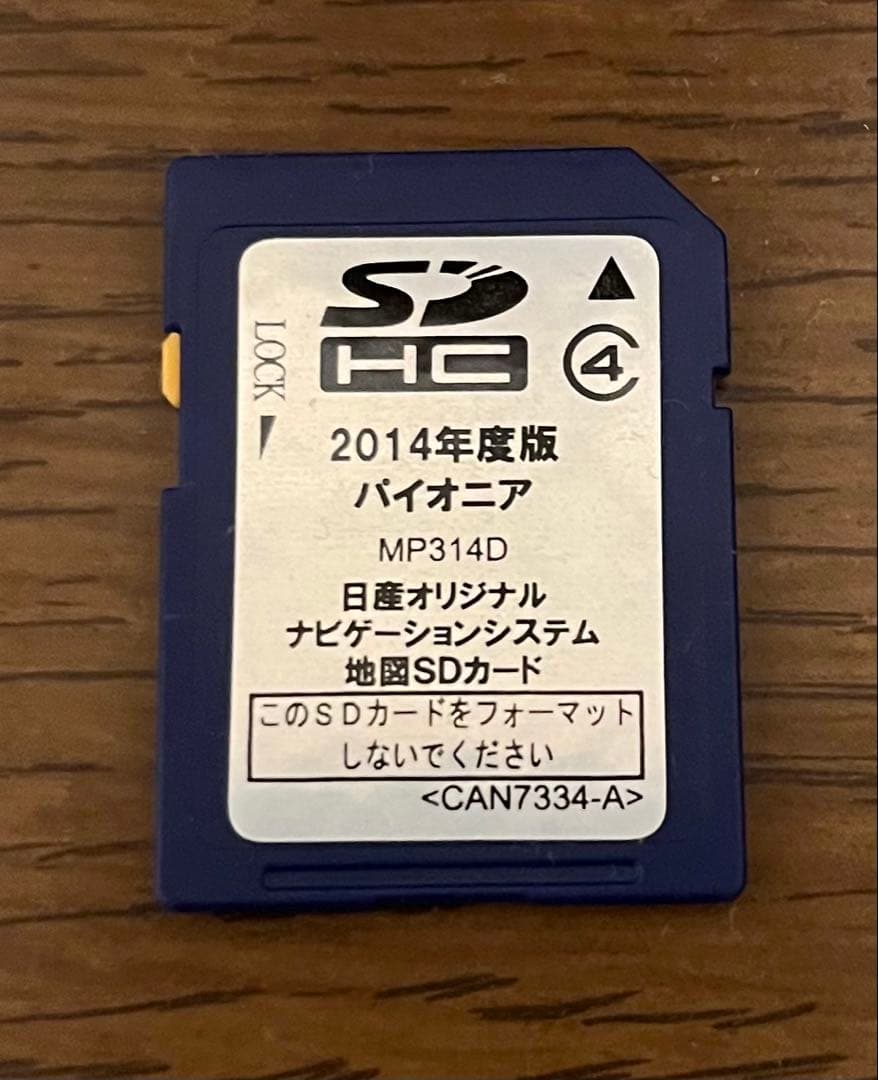 SD
HC
4
LOCK
2014年度版
パイオニア
MP314D
日産オリジナル
ナビゲーションシステム
地図SDカード
このSDカードをフォーマット
しないでください
<CAN7334-A>